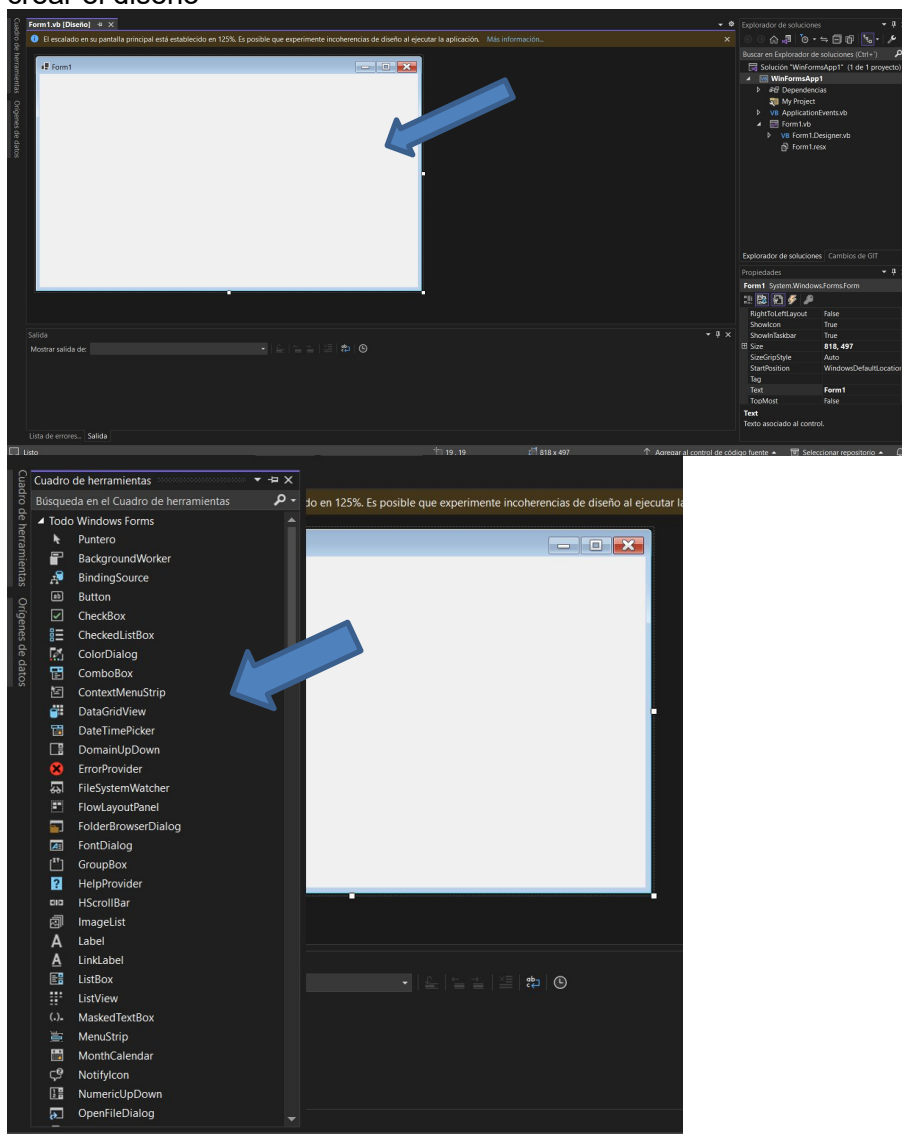 crear el diseño
Form1.vb [Diseño]
El escalado en su pantalla principal está establecido en 125%. Es posible que experimente incoherencias de diseño al ejecutar la aplicación. Más información...
Form1
Cuadro de herramientas
Orígenes de datos
Salida
Mostrar salida de:
Lista de errores... Salida
Explorador de soluciones
Buscar en Explorador de soluciones (Ctrl+´)
Solución "WinFormsApp1" (1 de 1 proyecto)
WinFormsApp1
Dependencias
My Project
VB ApplicationEvents.vb
Form1.vb
VB Form1.Designer.vb
Form1.resx
Explorador de soluciones Cambios de GIT
Propiedades
Form1 System.Windows.Forms.Form
RightToLeftLayout False
ShowIcon True
ShowInTaskbar True
Size 818, 497
SizeGripStyle Auto
StartPosition WindowsDefaultLocation
Tag
Text Form1
TopMost False
Text
Texto asociado al control.
Listo 19, 19 818 x 497 Agregar al control de código fuente Seleccionar repositorio
Cuadro de herramientas
Orígenes de datos
Cuadro de herramientas
Búsqueda en el Cuadro de herramientas
Todo Windows Forms
Puntero
BackgroundWorker
BindingSource
Button
CheckBox
CheckedListBox
ColorDialog
ComboBox
ContextMenuStrip
DataGridView
DateTimePicker
DomainUpDown
ErrorProvider
FileSystemWatcher
FlowLayoutPanel
FolderBrowserDialog
FontDialog
GroupBox
HelpProvider
HScrollBar
ImageList
Label
LinkLabel
ListBox
ListView
MaskedTextBox
MenuStrip
MonthCalendar
NotifyIcon
NumericUpDown
OpenFileDialog
do en 125%. Es posible que experimente incoherencias de diseño al ejecutar la